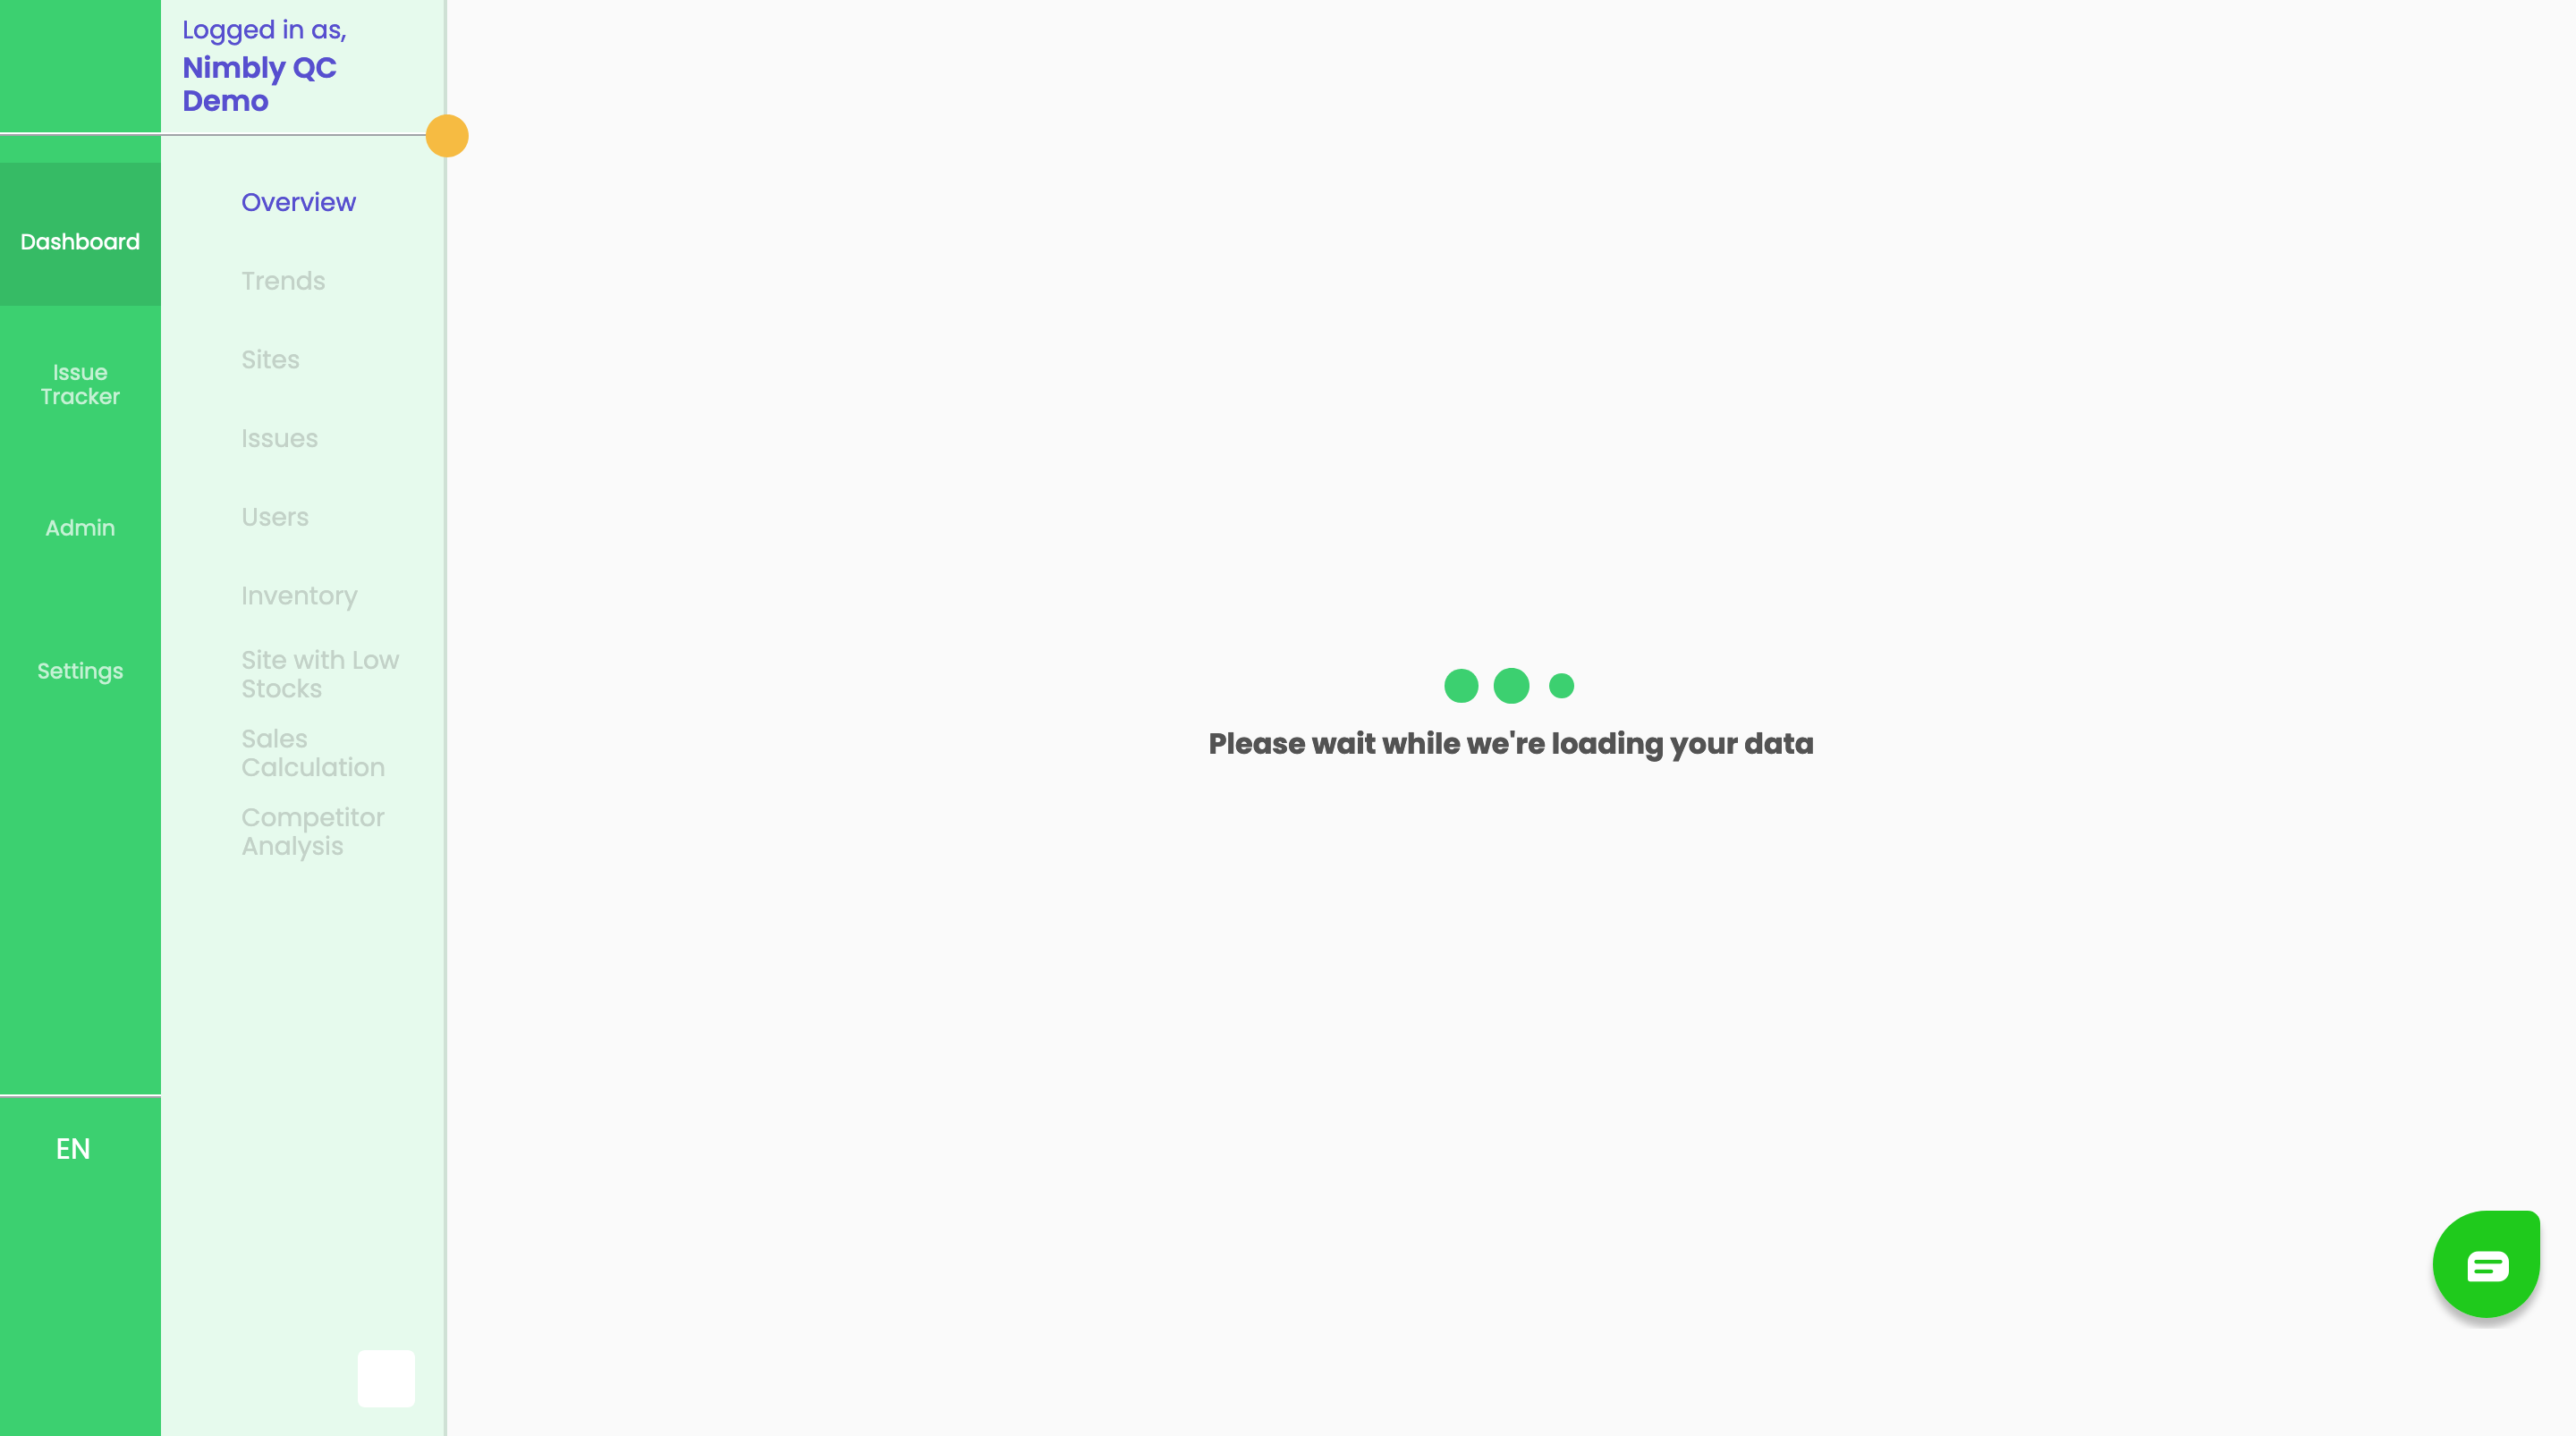 Logged in as,
Nimbly QC
Demo
Dashboard
Issue
Tracker
Admin
Settings
EN
Overview
Trends
Sites
Issues
Users
Inventory
Site with Low
Stocks
Sales
Calculation
Competitor
Analysis
Please wait while we're loading your data